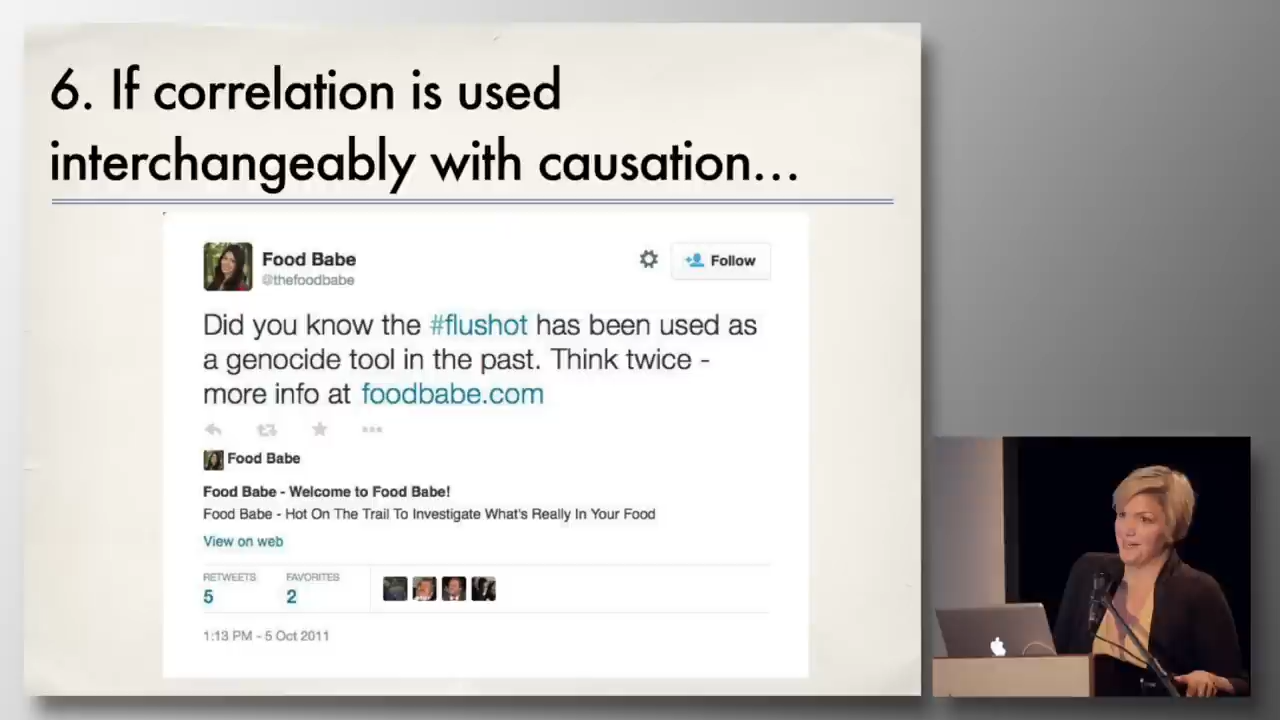 6. If correlation is used
interchangeably with causation...
Food Babe
@thefoodbabe
Follow
Did you know the #flushot has been used as
a genocide tool in the past. Think twice -
more info at foodbabe.com
Food Babe
Food Babe - Welcome to Food Babe!
Food Babe - Hot On The Trail To Investigate What's Really In Your Food
View on web
RETWEETS FAVORITES
5 2
1:13 PM - 5 Oct 2011